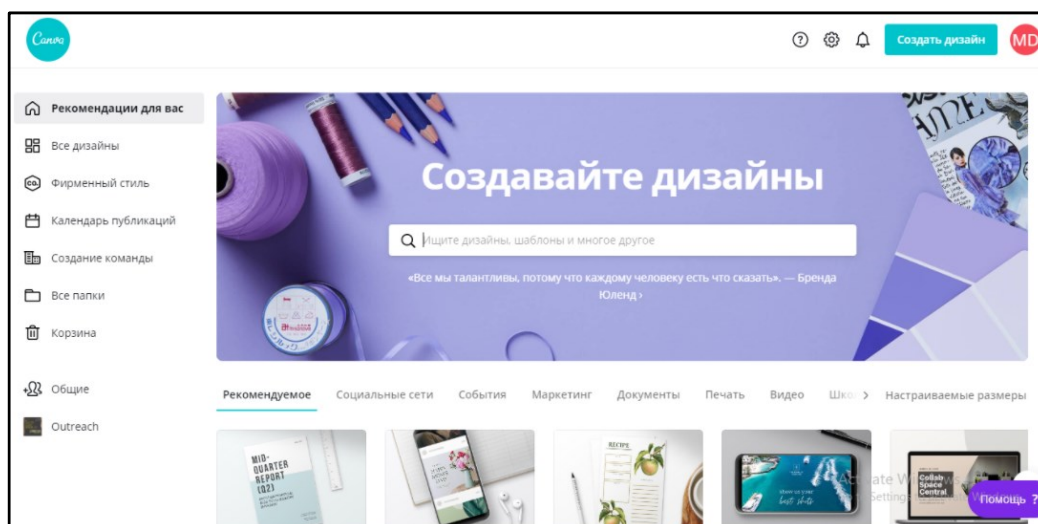 Canva
Создать дизайн
MD
Рекомендации для вас
Все дизайны
Фирменный стиль
Календарь публикаций
Создание команды
Все папки
Корзина
Общие
Outreach
Создавайте дизайны
Ищите дизайны, шаблоны и многое другое
«Все мы талантливы, потому что каждому человеку есть что сказать». — Бренда
Юленд ›
Рекомендуемое Социальные сети События Маркетинг Документы Печать Видео Настраиваемые размеры
MID-
QUARTER
REPORT
(Q2)
RECIPE
best shots
Collab
Space
Central
Помощь ?